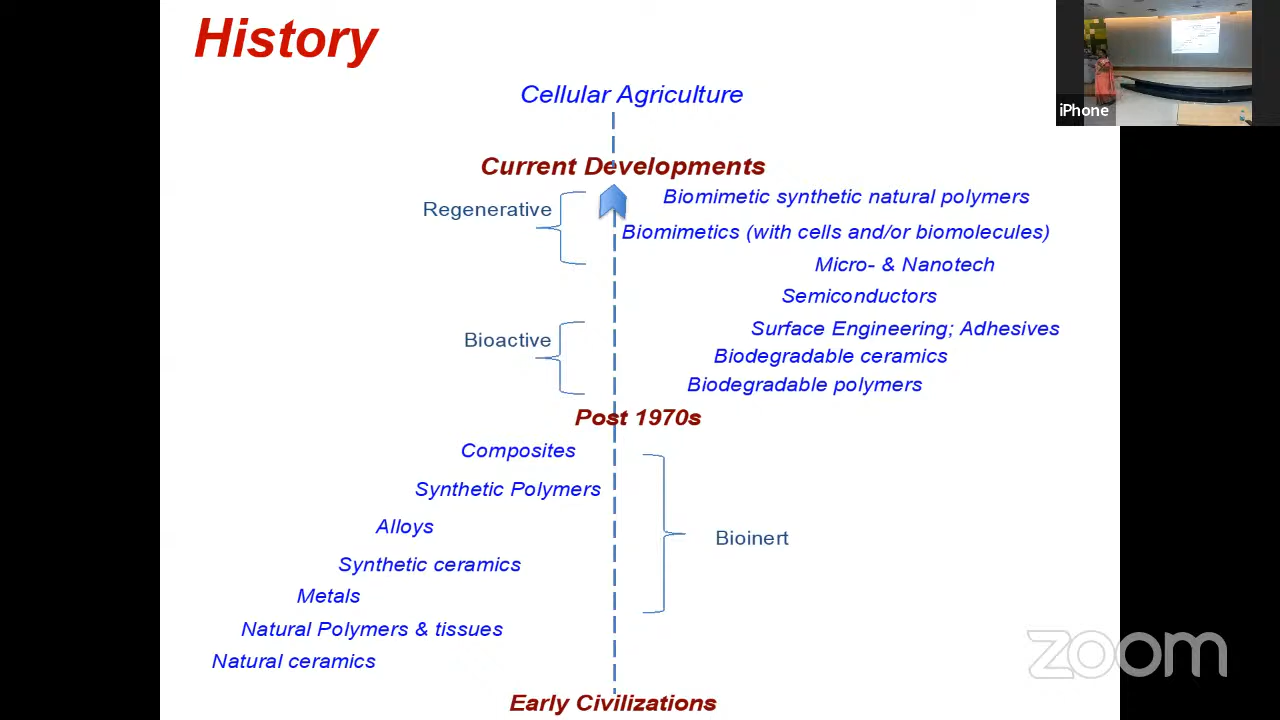 History
iPhone
Cellular Agriculture
Current Developments
Regenerative
Biomimetic synthetic natural polymers
Biomimetics (with cells and/or biomolecules)
Micro- & Nanotech
Semiconductors
Surface Engineering; Adhesives
Bioactive
Biodegradable ceramics
Biodegradable polymers
Post 1970s
Composites
Synthetic Polymers
Alloys
Bioinert
Synthetic ceramics
Metals
Natural Polymers & tissues
Natural ceramics
zoom
Early Civilizations